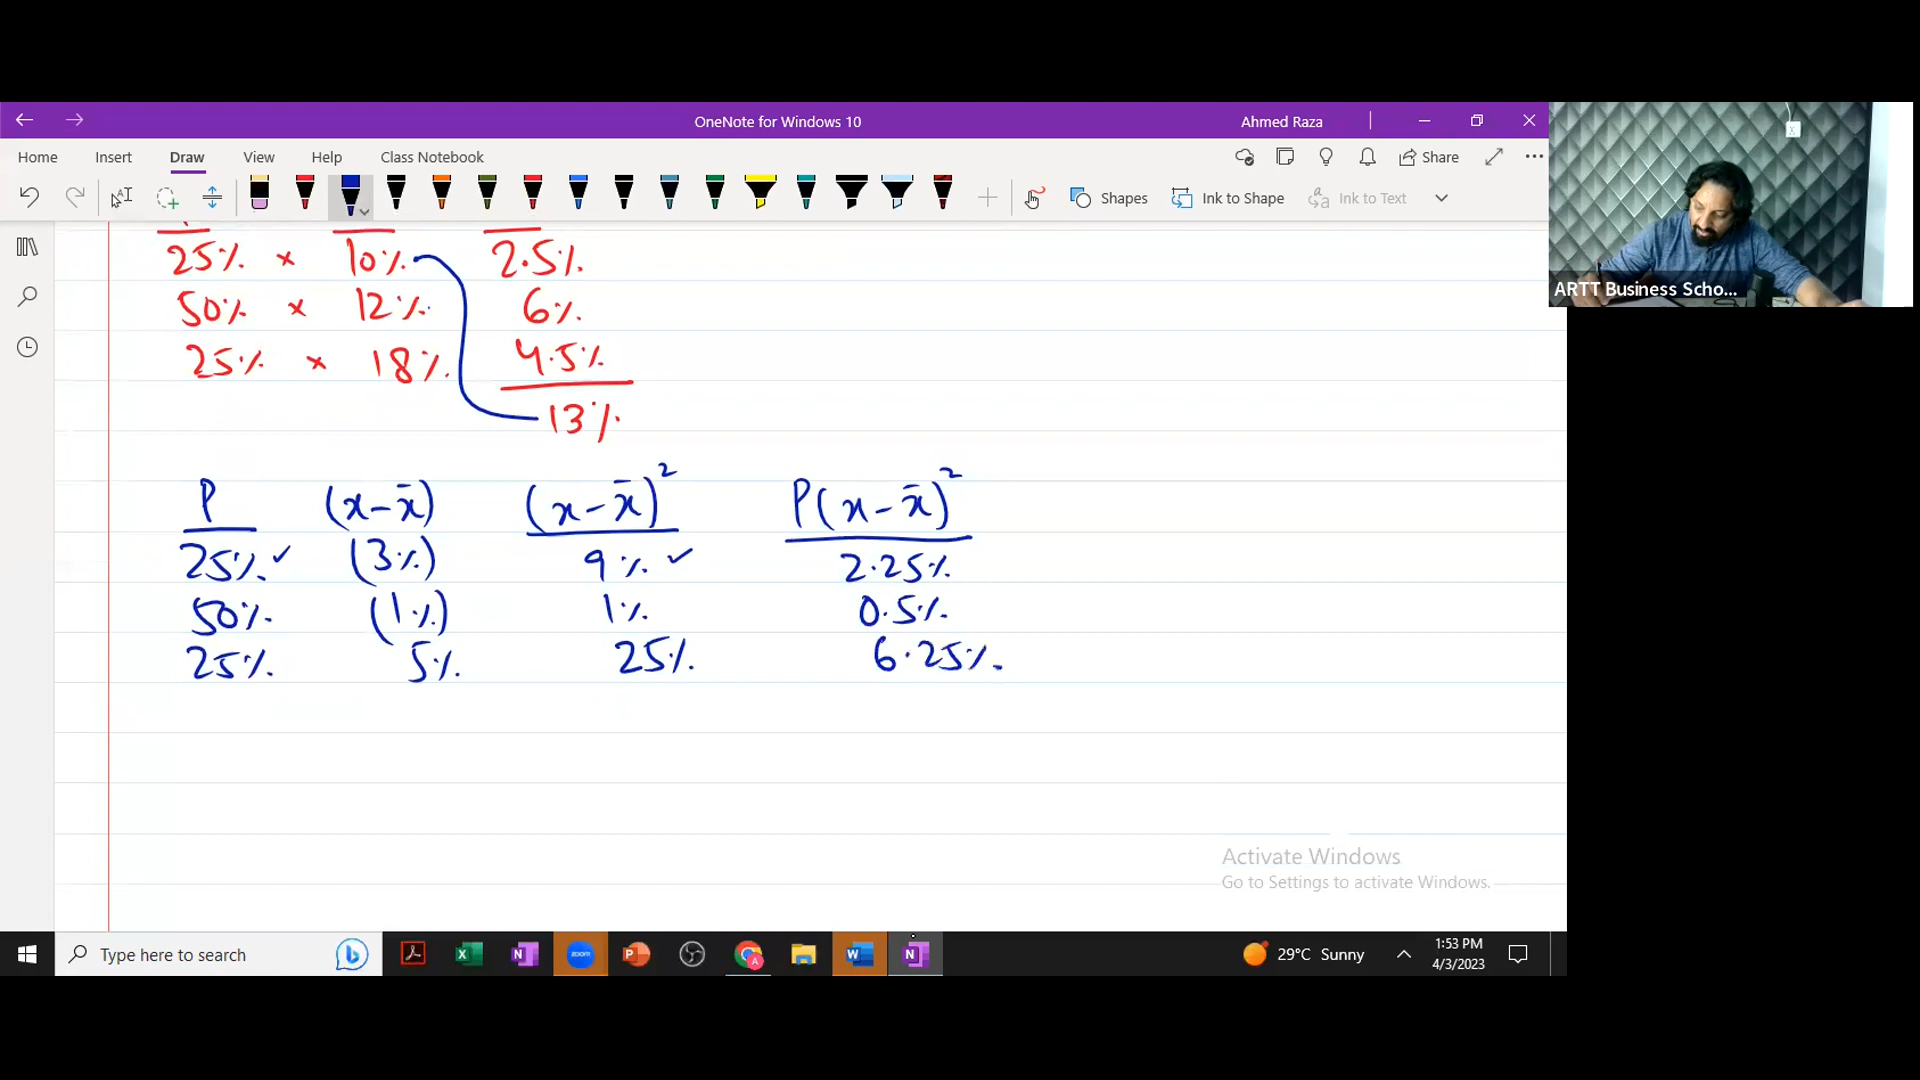 OneNote for Windows 10
Ahmed Raza
Home Insert Draw View Help Class Notebook
Share
Shapes Ink to Shape Ink to Text
25% × 10% 2.5%
50% × 12% 6%
25% × 18% 4.5%
13%
P (x-x̄) (x-x̄)² P(x-x̄)²
25% ✓ (3%) 9% ✓ 2.25%
50% (1%) 1% 0.5%
25% 5% 25% 6.25%
ARTT Business Scho...
Activate Windows
Go to Settings to activate Windows.
Type here to search
zoom
29°C Sunny
1:53 PM
4/3/2023